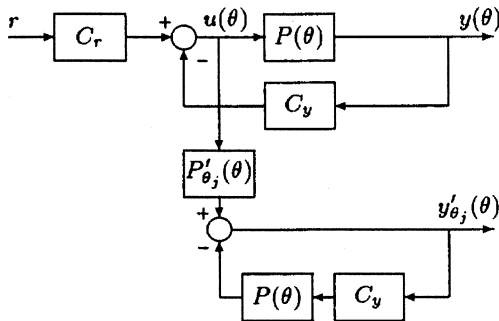 r C_r + − u(θ) P(θ) y(θ)
C_y
P'_{θ_j}(θ)
+ − y'_{θ_j}(θ)
P(θ) C_y